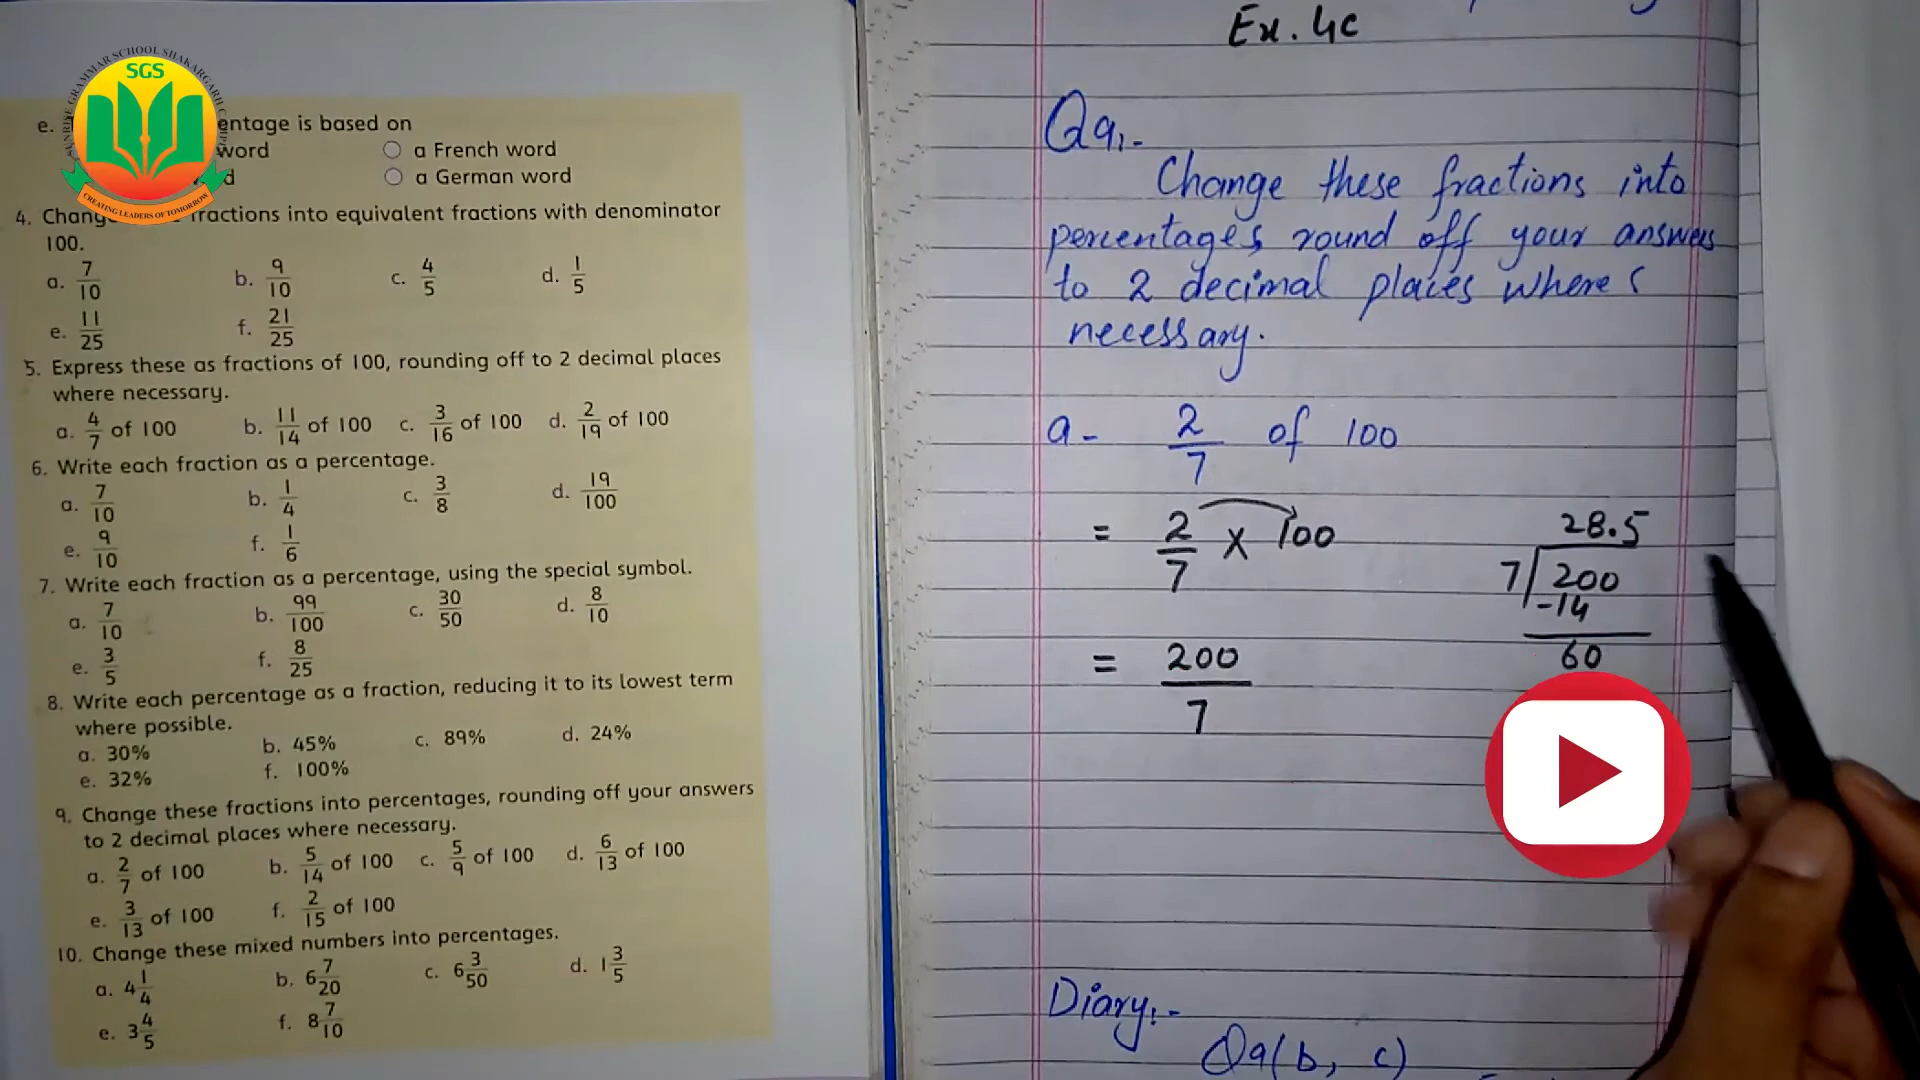 SUNRISE GRAMMAR SCHOOL SHAKARGARH
SGS
CREATING LEADERS OF TOMORROW
e. entage is based on
word a French word
d a German word
4. Chang ractions into equivalent fractions with denominator
100.
a. 7/10 b. 9/10 c. 4/5 d. 1/5
e. 11/25 f. 21/25
5. Express these as fractions of 100, rounding off to 2 decimal places
where necessary.
a. 4/7 of 100 b. 11/14 of 100 c. 3/16 of 100 d. 2/19 of 100
6. Write each fraction as a percentage.
a. 7/10 b. 1/4 c. 3/8 d. 19/100
e. 9/10 f. 1/6
7. Write each fraction as a percentage, using the special symbol.
a. 7/10 b. 99/100 c. 30/50 d. 8/10
e. 3/5 f. 8/25
8. Write each percentage as a fraction, reducing it to its lowest term
where possible.
a. 30% b. 45% c. 89% d. 24%
e. 32% f. 100%
9. Change these fractions into percentages, rounding off your answers
to 2 decimal places where necessary.
a. 2/7 of 100 b. 5/14 of 100 c. 5/9 of 100 d. 6/13 of 100
e. 3/13 of 100 f. 2/15 of 100
10. Change these mixed numbers into percentages.
a. 4 1/4 b. 6 7/20 c. 6 3/50 d. 1 3/5
e. 3 4/5 f. 8 7/10
Ex. 4c
Q9:-
Change these fractions into
percentages, round off your answers
to 2 decimal places where
necessary.
a- 2/7 of 100
= 2/7 x 100
= 200/7
28.5
7 200
-14
60
Diary:-
Q9(b, c)